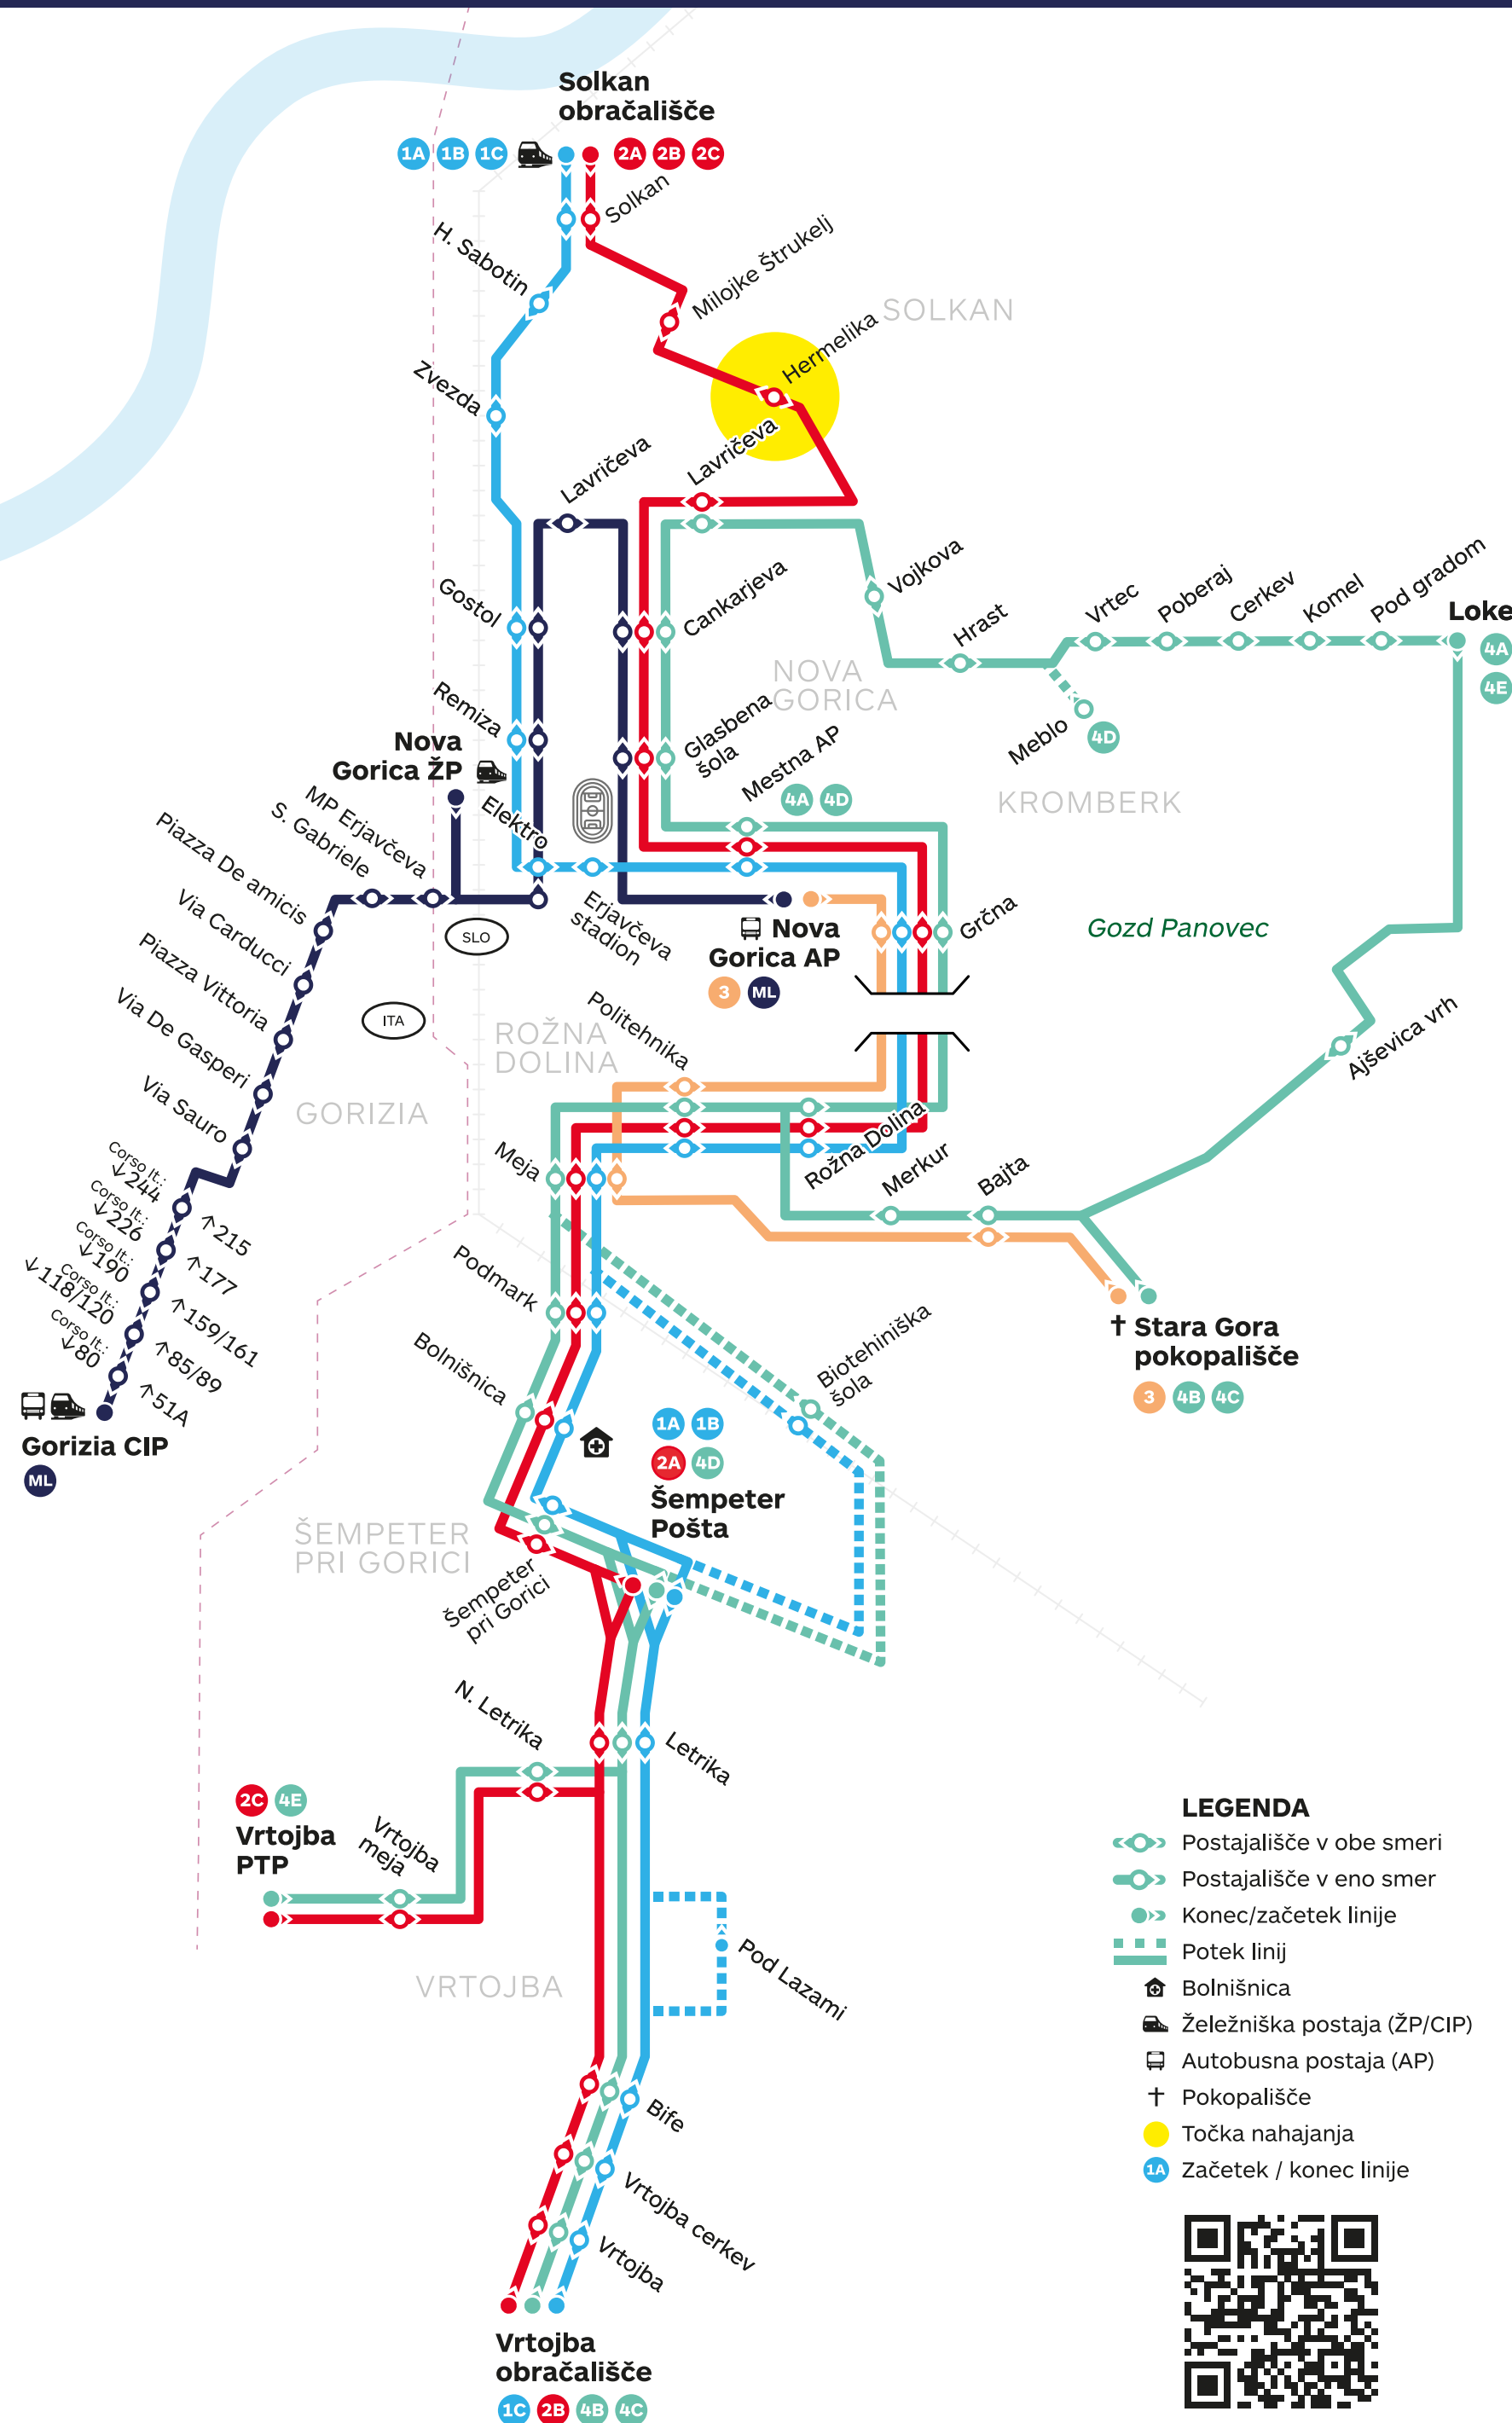 Solkan
obračališče
1A 1B 1C 2A 2B 2C
Solkan
H. Sabotin
Milojke Štrukelj
SOLKAN
Hermelika
Zvezda
Lavričeva
Lavričeva
Vojkova
Cankarjeva
Gostol
Hrast
Vrtec
Poberaj
Cerkev
Komel
Pod gradom
Loke
4A
4E
NOVA
GORICA
Remiza
Glasbena
šola
Mestna AP
4A 4D
Meblo
4D
KROMBERK
Nova
Gorica ŽP
Elektro
MP Erjavčeva
S. Gabriele
Piazza De amicis
Via Carducci
Piazza Vittoria
Via De Gasperi
Via Sauro
SLO
ITA
Erjavčeva
stadion
Nova
Gorica AP
3 ML
Grčna
Gozd Panovec
Politehnika
ROŽNA
DOLINA
GORIZIA
Ajševica vrh
Rožna Dolina
Merkur
Bajta
Meja
Corso It.:
↓244
Corso It.:
↓226
Corso It.:
↓190
Corso It.:
↓118/120
Corso It.:
↓80
↑215
↑177
↑159/161
↑85/89
↑51A
Gorizia CIP
ML
Podmark
Bolnišnica
Biotehiniška
šola
Stara Gora
pokopališče
3 4B 4C
1A 1B
2A 4D
Šempeter
Pošta
ŠEMPETER
PRI GORICI
Šempeter
pri Gorici
N. Letrika
Letrika
2C 4E
Vrtojba
PTP
Vrtojba
meja
VRTOJBA
Pod Lazami
Bife
Vrtojba cerkev
Vrtojba
Vrtojba
obračališče
1C 2B 4B 4C
LEGENDA
Postajališče v obe smeri
Postajališče v eno smer
Konec/začetek linije
Potek linij
Bolnišnica
Želežniška postaja (ŽP/CIP)
Autobusna postaja (AP)
Pokopališče
Točka nahajanja
1A Začetek / konec linije